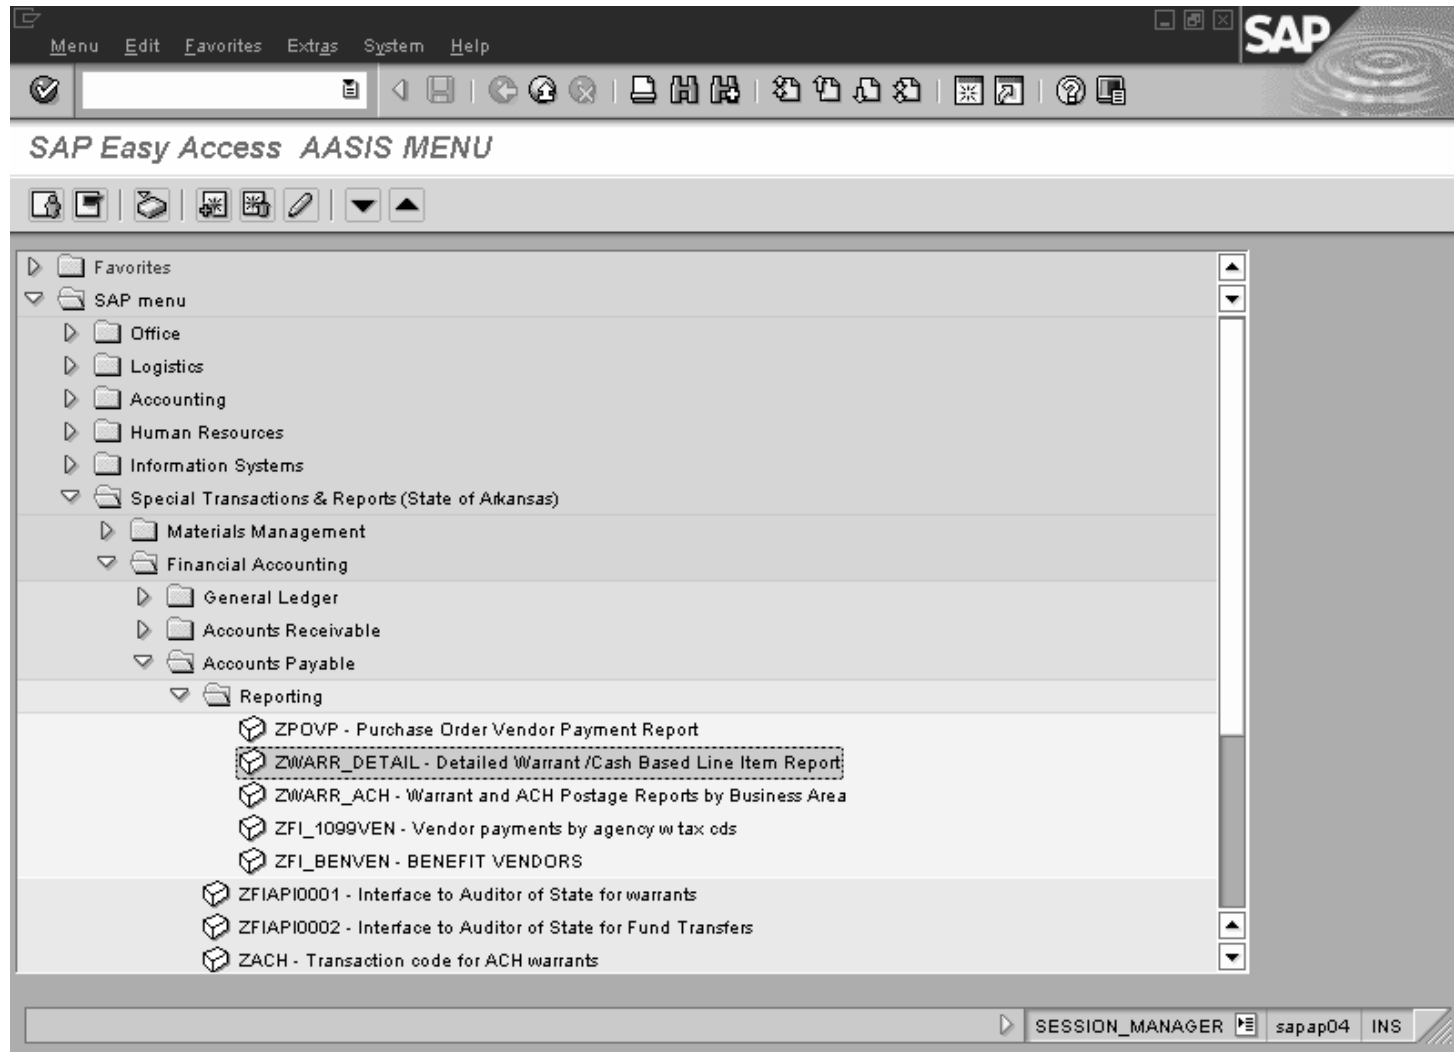 SAP
Menu Edit Favorites Extras System Help
SAP Easy Access AASIS MENU
Favorites
SAP menu
Office
Logistics
Accounting
Human Resources
Information Systems
Special Transactions & Reports (State of Arkansas)
Materials Management
Financial Accounting
General Ledger
Accounts Receivable
Accounts Payable
Reporting
ZPOVP - Purchase Order Vendor Payment Report
ZWARR_DETAIL - Detailed Warrant /Cash Based Line Item Report
ZWARR_ACH - Warrant and ACH Postage Reports by Business Area
ZFI_1099VEN - Vendor payments by agency w tax cds
ZFI_BENVEN - BENEFIT VENDORS
ZFIAPI0001 - Interface to Auditor of State for warrants
ZFIAPI0002 - Interface to Auditor of State for Fund Transfers
ZACH - Transaction code for ACH warrants
SESSION_MANAGER sapap04 INS